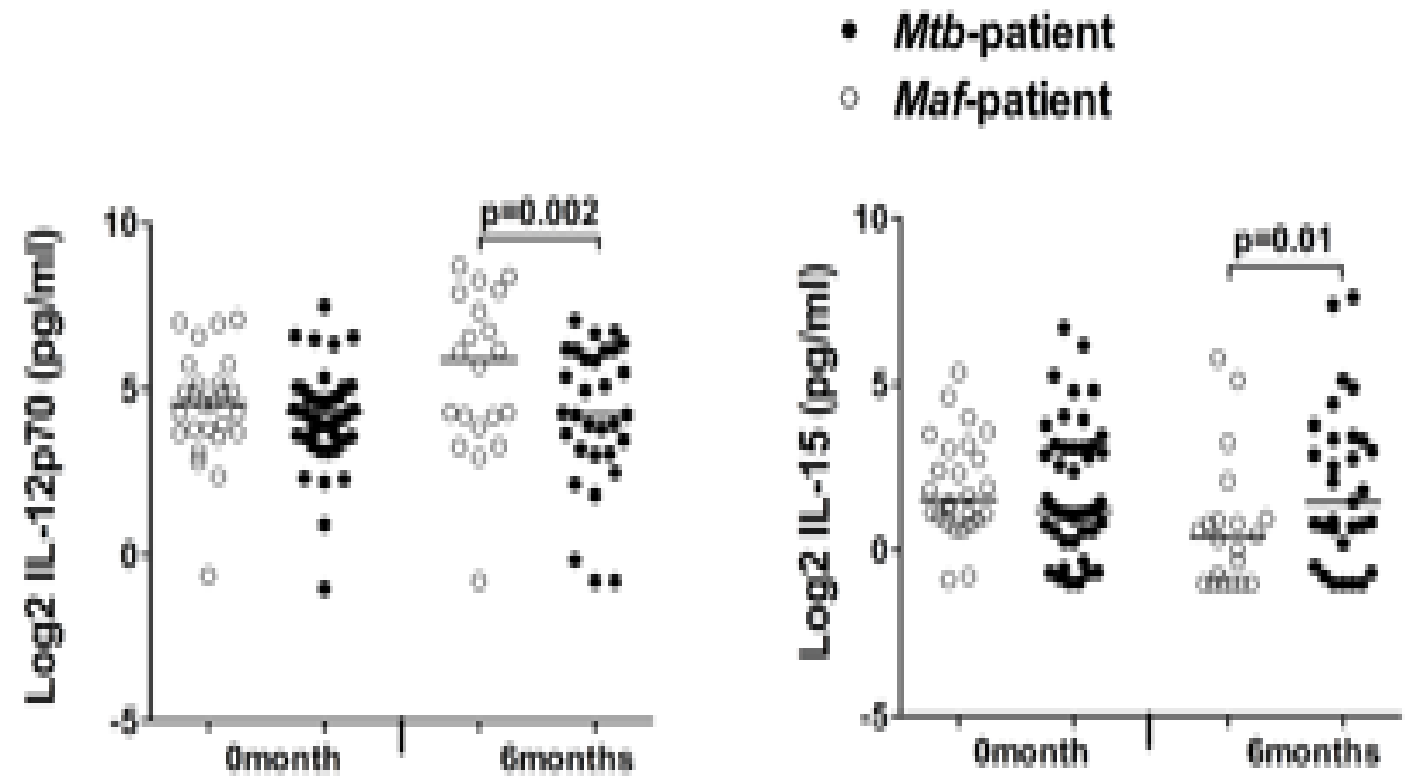 Mtb-patient
Maf-patient
Log2 IL-12p70 (pg/ml)
10
5
0
-5
p=0.002
0month
6months
Log2 IL-15 (pg/ml)
10
5
0
-5
p=0.01
0month
6months